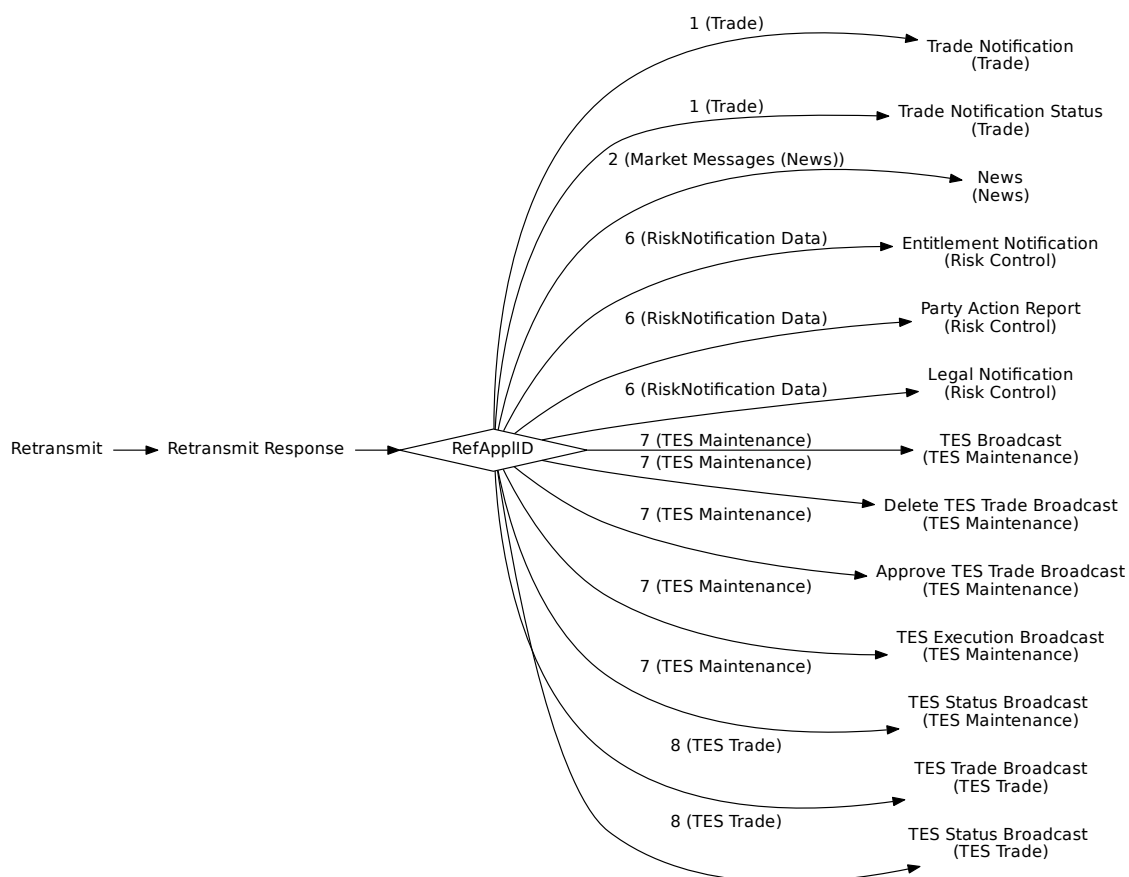 1 (Trade)
Trade Notification
(Trade)
1 (Trade)
Trade Notification Status
(Trade)
2 (Market Messages (News))
News
(News)
6 (RiskNotification Data)
Entitlement Notification
(Risk Control)
6 (RiskNotification Data)
Party Action Report
(Risk Control)
6 (RiskNotification Data)
Legal Notification
(Risk Control)
Retransmit
Retransmit Response
RefApplID
7 (TES Maintenance)
TES Broadcast
(TES Maintenance)
7 (TES Maintenance)
Delete TES Trade Broadcast
(TES Maintenance)
7 (TES Maintenance)
Approve TES Trade Broadcast
(TES Maintenance)
7 (TES Maintenance)
TES Execution Broadcast
(TES Maintenance)
7 (TES Maintenance)
TES Status Broadcast
(TES Maintenance)
8 (TES Trade)
TES Trade Broadcast
(TES Trade)
8 (TES Trade)
TES Status Broadcast
(TES Trade)